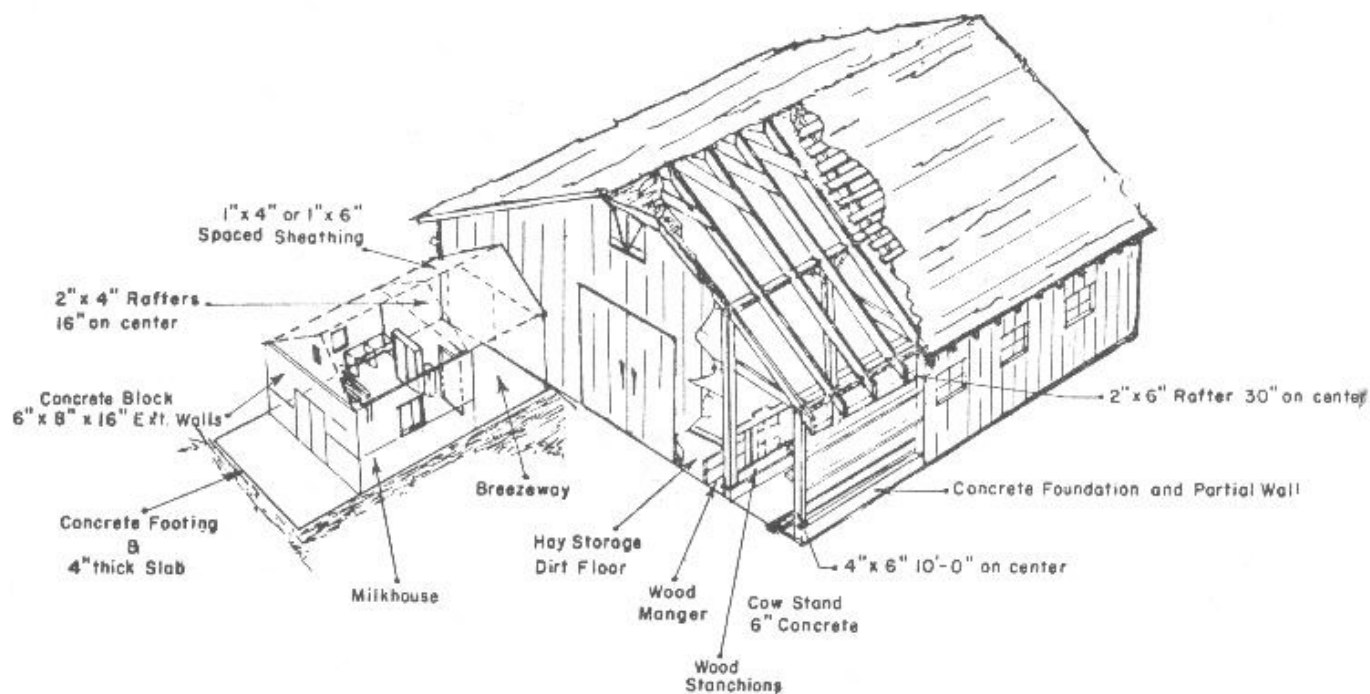 1" x 4" or 1" x 6"
Spaced Sheathing
2" x 4" Rafters
16" on center
Concrete Block
6" x 8" x 16" Ext. Walls
Concrete Footing
&
4" thick Slab
Milkhouse
Breezeway
Hay Storage
Dirt Floor
Wood
Manger
Cow Stand
6" Concrete
Wood
Stanchions
2" x 6" Rafter 30" on center
Concrete Foundation and Partial Wall
4" x 6" 10'-0" on center